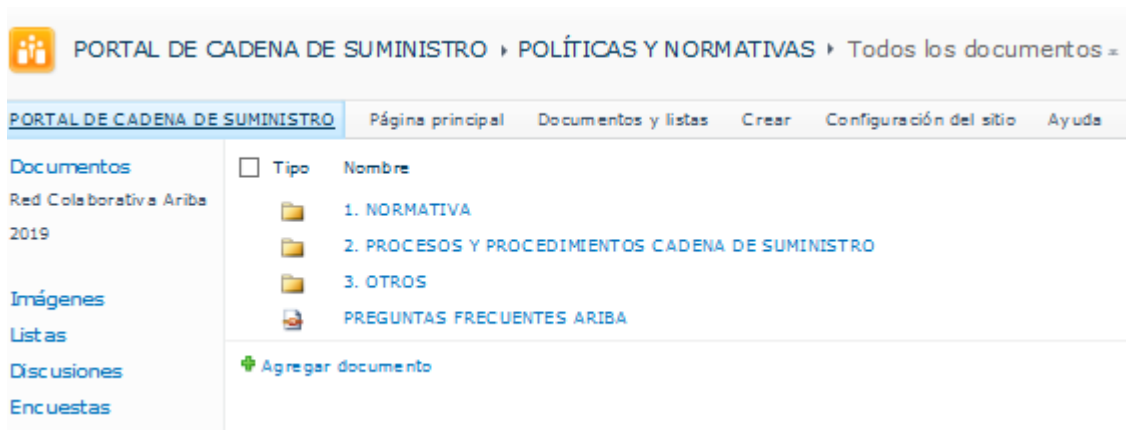 PORTAL DE CADENA DE SUMINISTRO ▸ POLÍTICAS Y NORMATIVAS ▸ Todos los documentos
PORTAL DE CADENA DE SUMINISTRO Página principal Documentos y listas Crear Configuración del sitio Ayuda
Documentos
Red Colaborativa Ariba
2019
Imágenes
Listas
Discusiones
Encuestas
Tipo Nombre
1. NORMATIVA
2. PROCESOS Y PROCEDIMIENTOS CADENA DE SUMINISTRO
3. OTROS
PREGUNTAS FRECUENTES ARIBA
Agregar documento